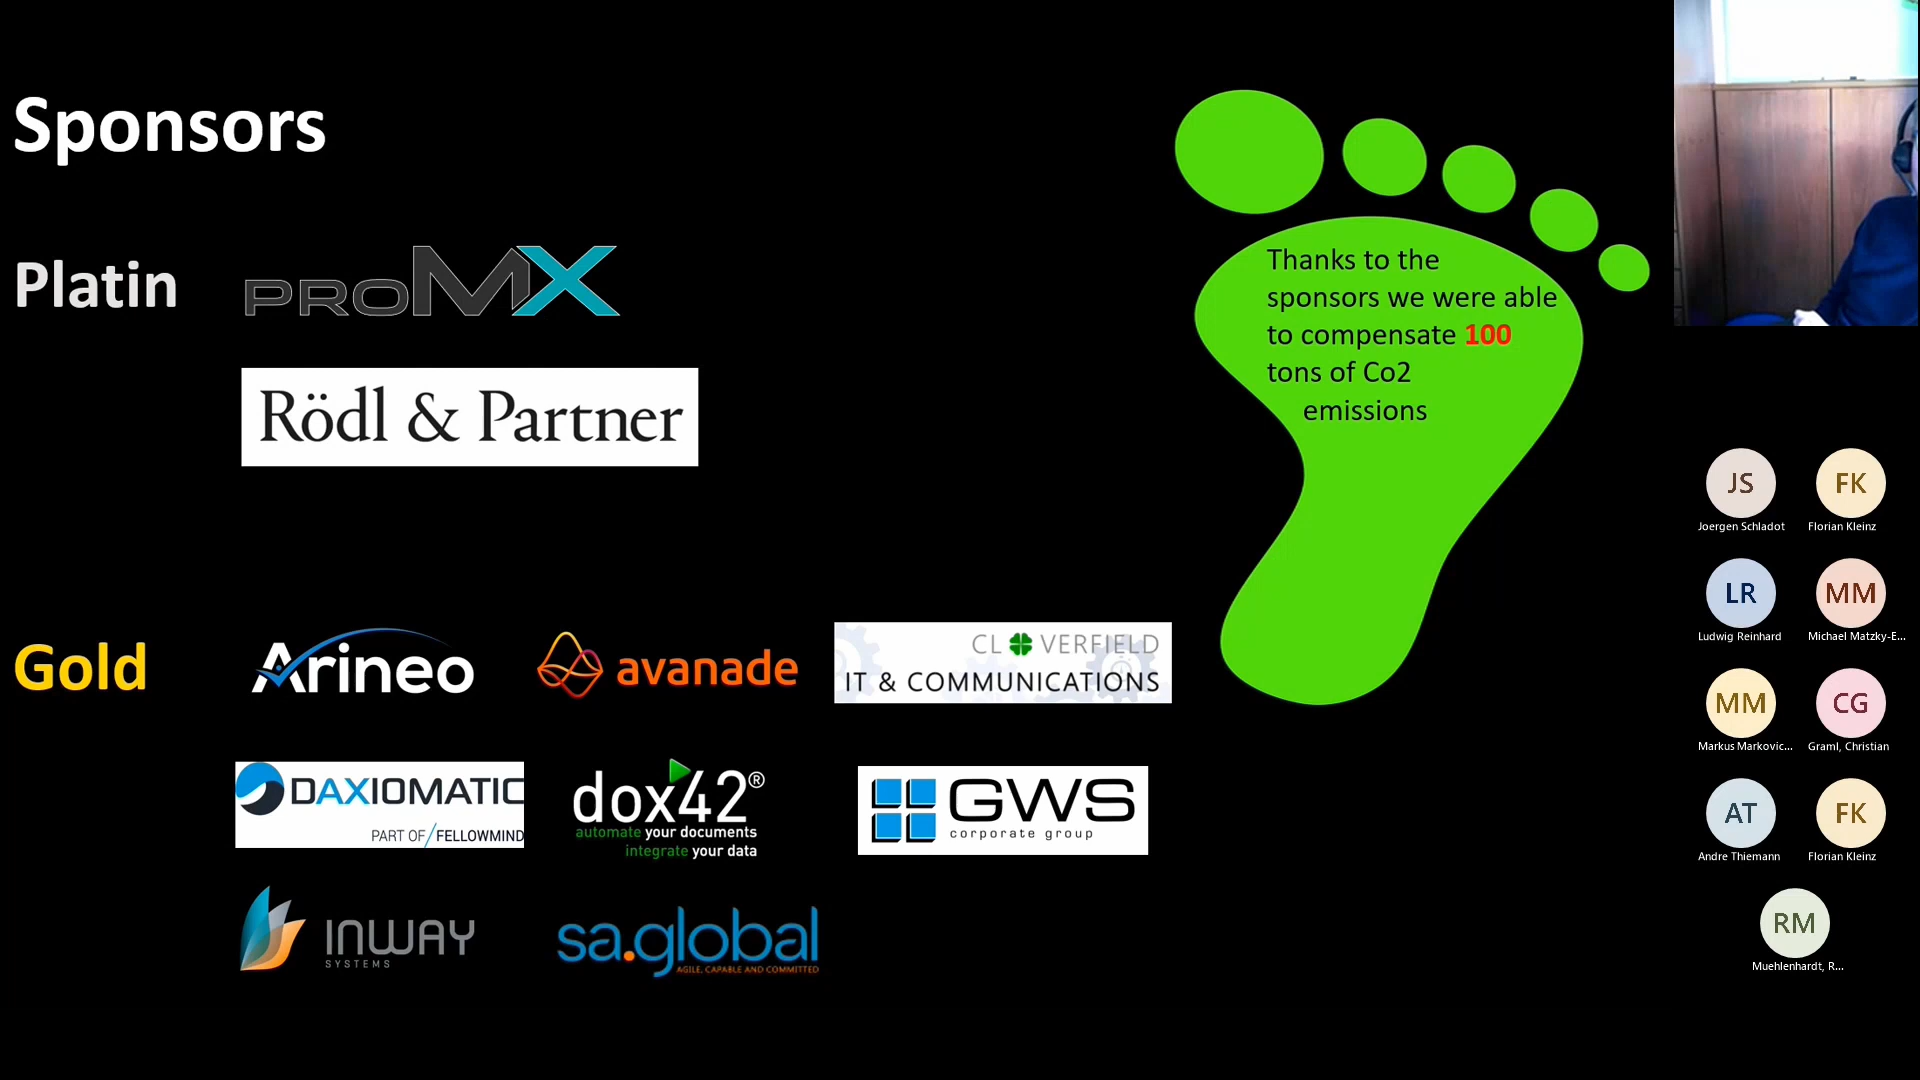 Sponsors
Platin
PROMX
Rödl & Partner
Thanks to the
sponsors we were able
to compensate 100
tons of Co2
emissions
Gold
Arineo
avanade
CLOVERFIELD
IT & COMMUNICATIONS
DAXIOMATIC
PART OF/FELLOWMIND
dox42®
automate your documents
integrate your data
GWS
corporate group
INWAY
SYSTEMS
sa.global
AGILE, CAPABLE AND COMMITTED
JS
Joergen Schladot
FK
Florian Kleinz
LR
Ludwig Reinhard
MM
Michael Matzky-E...
MM
Markus Markovic...
CG
Graml, Christian
AT
Andre Thiemann
FK
Florian Kleinz
RM
Muehlenhardt, R...